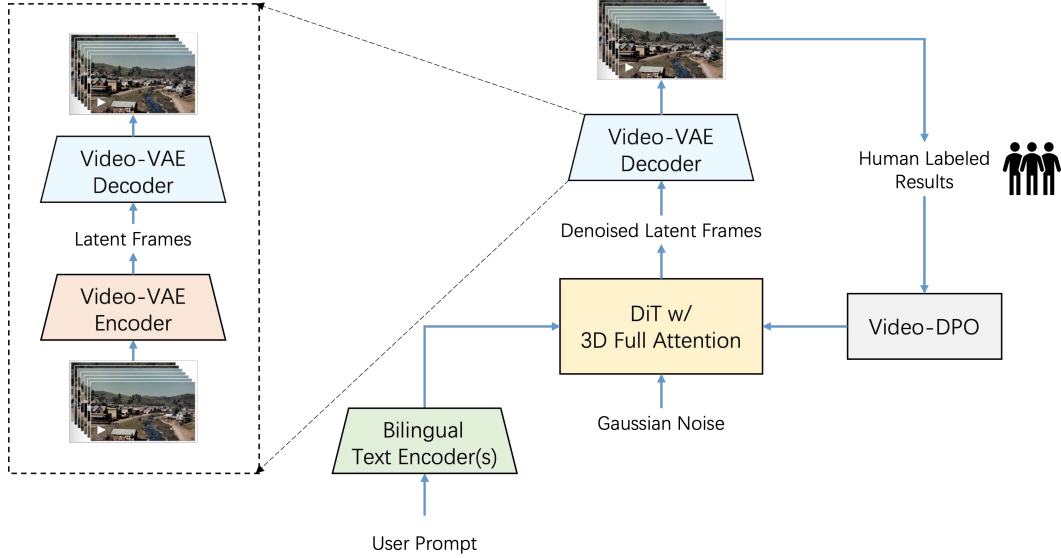 Video-VAE
Decoder
Latent Frames
Video-VAE
Encoder
Video-VAE
Decoder
Denoised Latent Frames
DiT w/
3D Full Attention
Gaussian Noise
Bilingual
Text Encoder(s)
User Prompt
Human Labeled
Results
Video-DPO